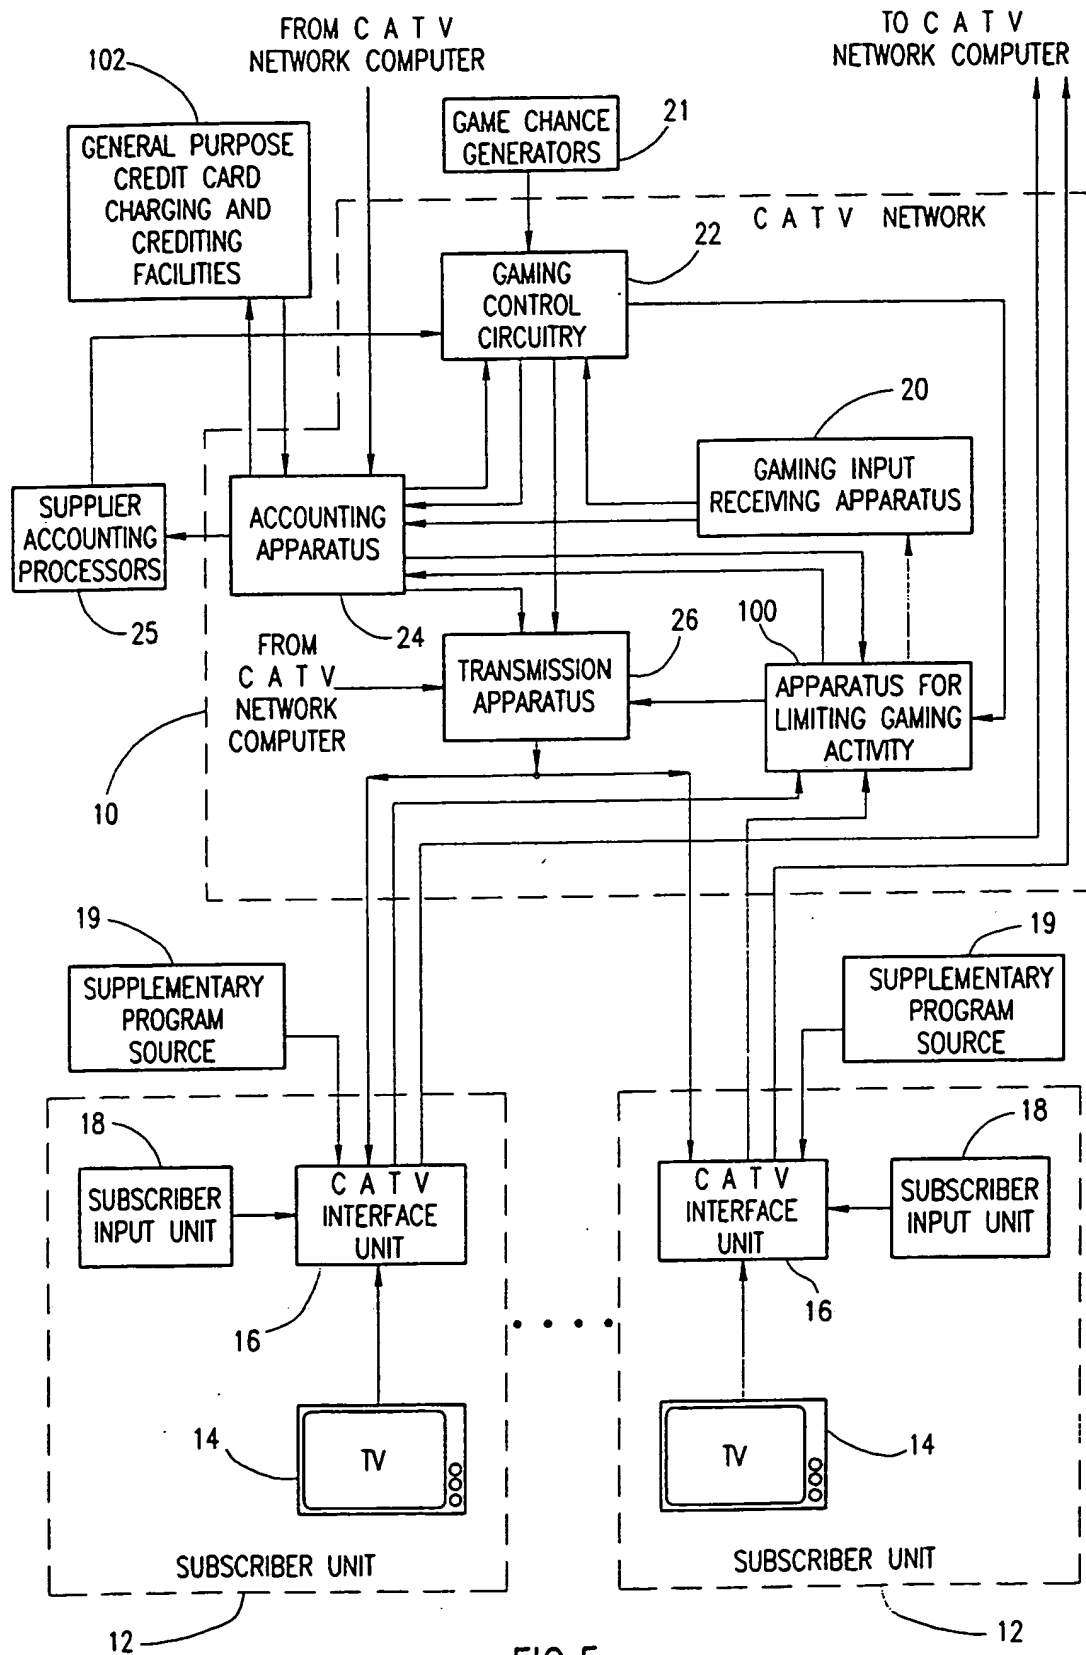 FROM C A T V
NETWORK COMPUTER
TO C A T V
NETWORK COMPUTER
102
GENERAL PURPOSE
CREDIT CARD
CHARGING AND
CREDITING
FACILITIES
GAME CHANCE
GENERATORS
21
C A T V NETWORK
22
GAMING
CONTROL
CIRCUITRY
20
GAMING INPUT
RECEIVING APPARATUS
SUPPLIER
ACCOUNTING
PROCESSORS
25
ACCOUNTING
APPARATUS
24
FROM
C A T V
NETWORK
COMPUTER
26
TRANSMISSION
APPARATUS
100
APPARATUS FOR
LIMITING GAMING
ACTIVITY
10
19
SUPPLEMENTARY
PROGRAM
SOURCE
19
SUPPLEMENTARY
PROGRAM
SOURCE
18
SUBSCRIBER
INPUT UNIT
C A T V
INTERFACE
UNIT
16
14
TV
SUBSCRIBER UNIT
12
C A T V
INTERFACE
UNIT
16
18
SUBSCRIBER
INPUT UNIT
TV
14
SUBSCRIBER UNIT
12